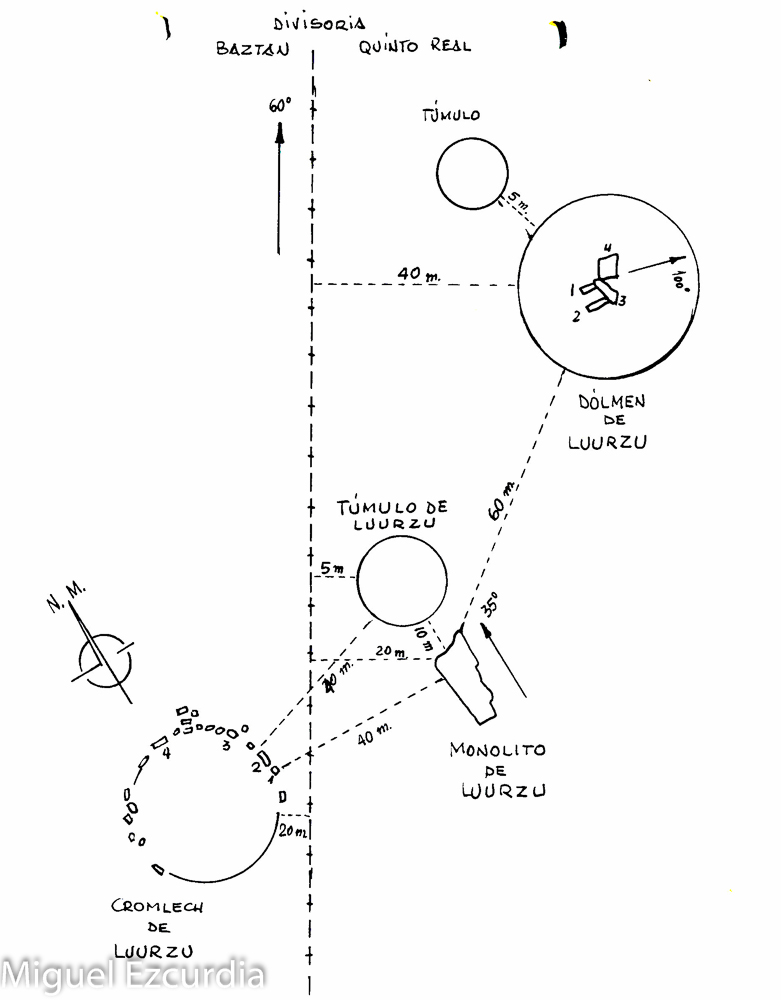 DIVISORIA
BAZTAN QUINTO REAL
60°
TÚMULO
5 m.
40 m.
4
1
3
2
100°
DÓLMEN
DE
LUURZU
60 m.
TÚMULO DE
LUURZU
5 m
35°
10 m
20 m.
N. M.
40 m.
3
4
2
1
MONOLITO
DE
LUURZU
20 m
CROMLECH
DE
LUURZU
Miguel Ezcurdia